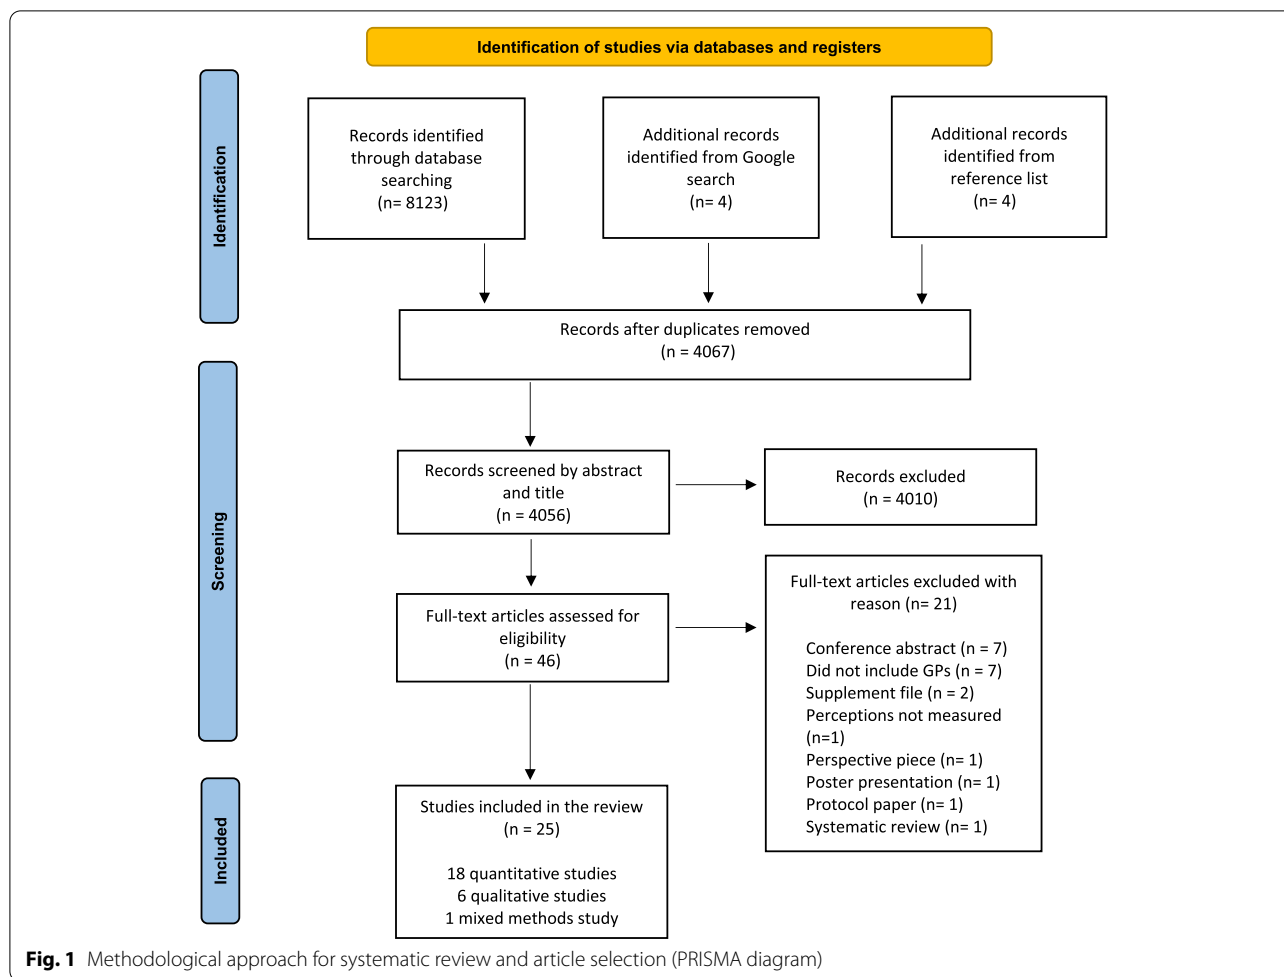 Identification of studies via databases and registers
Identification
Records identified
through database
searching
(n= 8123)
Additional records
identified from Google
search
(n= 4)
Additional records
identified from
reference list
(n= 4)
Records after duplicates removed
(n = 4067)
Screening
Records screened by abstract
and title
(n = 4056)
Records excluded
(n = 4010)
Full-text articles assessed for
eligibility
(n = 46)
Full-text articles excluded with
reason (n= 21)
Conference abstract (n = 7)
Did not include GPs (n = 7)
Supplement file (n = 2)
Perceptions not measured
(n=1)
Perspective piece (n= 1)
Poster presentation (n= 1)
Protocol paper (n= 1)
Systematic review (n= 1)
Included
Studies included in the review
(n = 25)
18 quantitative studies
6 qualitative studies
1 mixed methods study
Fig. 1 Methodological approach for systematic review and article selection (PRISMA diagram)